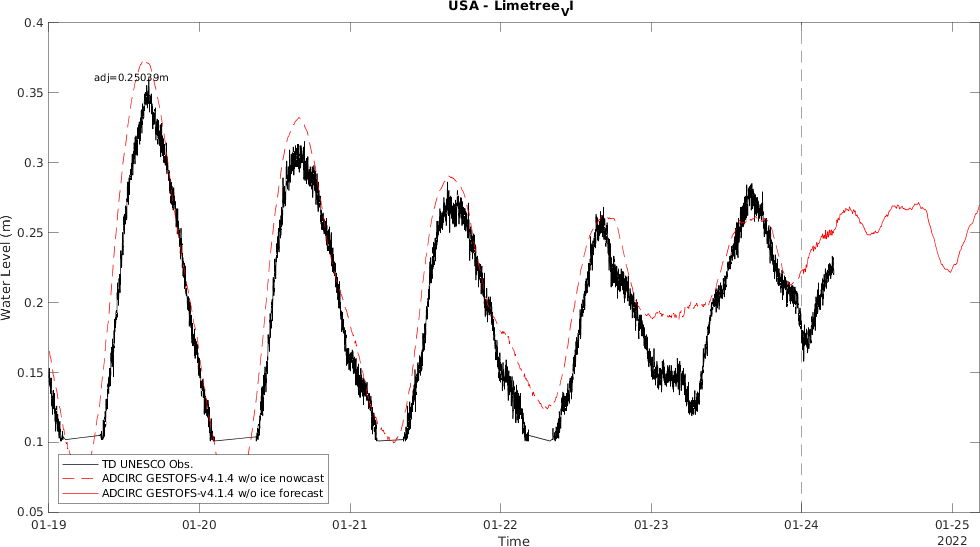 USA - LimetreeVI
0.4
adj=0.25039m
0.35
0.3
0.25
Water Level (m)
0.2
0.15
0.1
TD UNESCO Obs.
ADCIRC GESTOFS-v4.1.4 w/o ice nowcast
ADCIRC GESTOFS-v4.1.4 w/o ice forecast
0.05
01-19 01-20 01-21 01-22 01-23 01-24 01-25
Time 2022